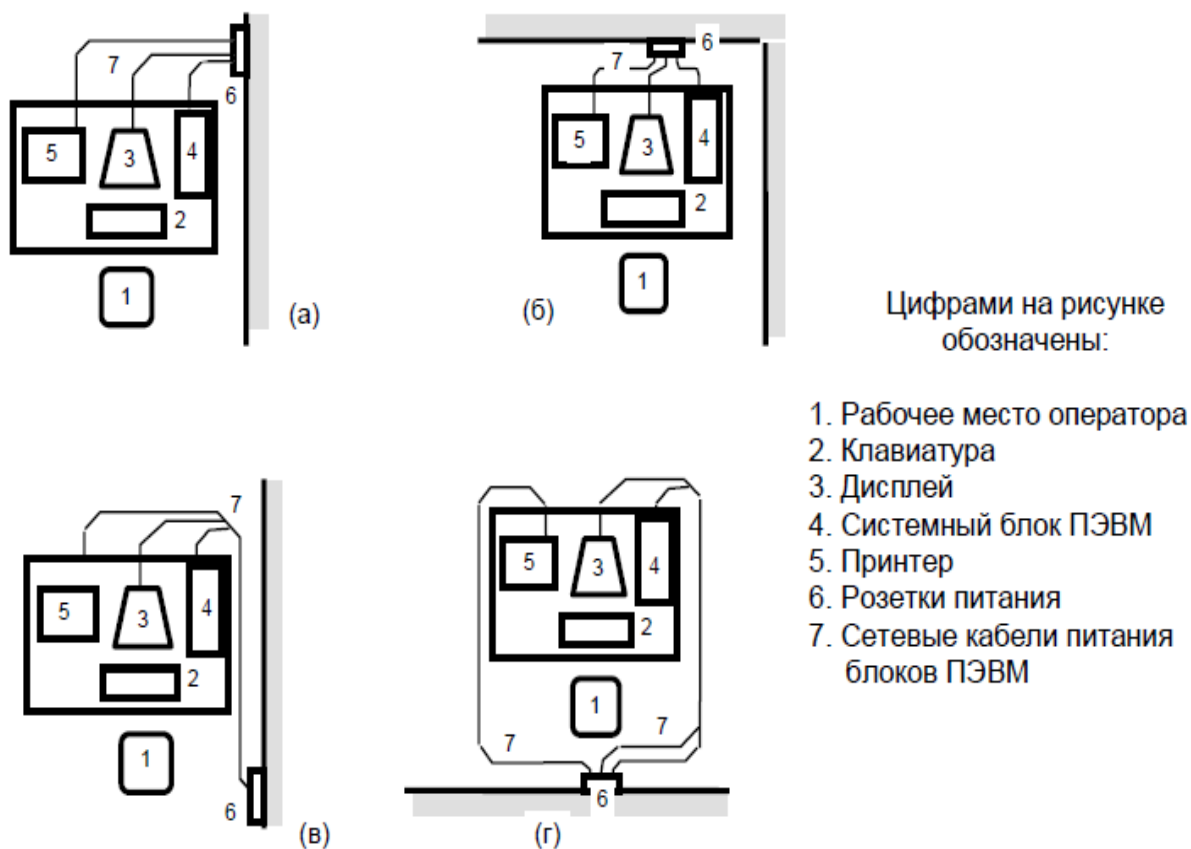 7
6
5
3
4
2
1
(а)
6
7
5
3
4
2
1
(б)
Цифрами на рисунке
обозначены:
1. Рабочее место оператора
2. Клавиатура
3. Дисплей
4. Системный блок ПЭВМ
5. Принтер
6. Розетки питания
7. Сетевые кабели питания
блоков ПЭВМ
7
5
3
4
2
1
6
(в)
5
3
4
2
1
7
7
6
(г)